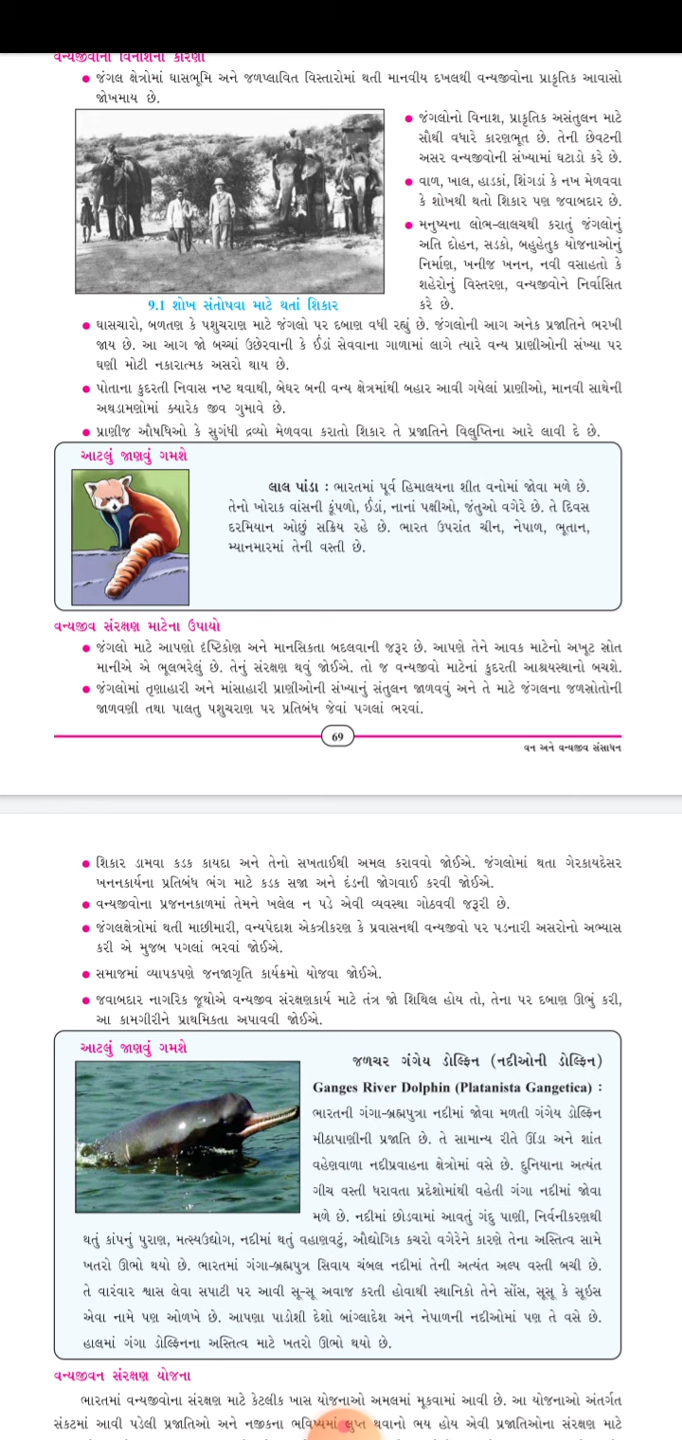 વન્યજીવોના વિનાશના કારણો
● જંગલ ક્ષેત્રોમાં ઘાસભૂમિ અને જળપ્લાવિત વિસ્તારોમાં થતી માનવીય દખલથી વન્યજીવોના પ્રાકૃતિક આવાસો
જોખમાય છે.
● જંગલોનો વિનાશ, પ્રાકૃતિક અસંતુલન માટે
સૌથી વધારે કારણભૂત છે. તેની છેવટની
અસર વન્યજીવોની સંખ્યામાં ઘટાડો કરે છે.
● વાળ, ખાલ, હાડકાં, શિંગડાં કે નખ મેળવવા
કે શોખથી થતો શિકાર પણ જવાબદાર છે.
● મનુષ્યના લોભ-લાલચથી કરાતું જંગલોનું
અતિ દોહન, સડકો, બહુહેતુક યોજનાઓનું
નિર્માણ, ખનીજ ખનન, નવી વસાહતો કે
શહેરોનું વિસ્તરણ, વન્યજીવોને નિર્વાસિત
કરે છે.
9.1 શોખ સંતોષવા માટે થતાં શિકાર
● ઘાસચારો, બળતણ કે પશુચરાણ માટે જંગલો પર દબાણ વધી રહ્યું છે. જંગલોની આગ અનેક પ્રજાતિને ભરખી
જાય છે. આ આગ જો બચ્ચાં ઉછેરવાની કે ઈંડાં સેવવાના ગાળામાં લાગે ત્યારે વન્ય પ્રાણીઓની સંખ્યા પર
ઘણી મોટી નકારાત્મક અસરો થાય છે.
● પોતાના કુદરતી નિવાસ નષ્ટ થવાથી, બેઘર બની વન્ય ક્ષેત્રમાંથી બહાર આવી ગયેલાં પ્રાણીઓ, માનવી સાથેની
અથડામણોમાં ક્યારેક જીવ ગુમાવે છે.
● પ્રાણીજ ઔષધિઓ કે સુગંધી દ્રવ્યો મેળવવા કરાતો શિકાર તે પ્રજાતિને વિલુપ્તિના આરે લાવી દે છે.
આટલું જાણવું ગમશે
લાલ પાંડા : ભારતમાં પૂર્વ હિમાલયના શીત વનોમાં જોવા મળે છે.
તેનો ખોરાક વાંસની કૂંપળો, ઈંડાં, નાનાં પક્ષીઓ, જંતુઓ વગેરે છે. તે દિવસ
દરમિયાન ઓછું સક્રિય રહે છે. ભારત ઉપરાંત ચીન, નેપાળ, ભૂતાન,
મ્યાનમારમાં તેની વસ્તી છે.
વન્યજીવ સંરક્ષણ માટેના ઉપાયો
● જંગલો માટે આપણો દૃષ્ટિકોણ અને માનસિકતા બદલવાની જરૂર છે. આપણે તેને આવક માટેનો અખૂટ સ્રોત
માનીએ એ ભૂલભરેલું છે. તેનું સંરક્ષણ થવું જોઈએ. તો જ વન્યજીવો માટેનાં કુદરતી આશ્રયસ્થાનો બચશે.
● જંગલોમાં તૃણાહારી અને માંસાહારી પ્રાણીઓની સંખ્યાનું સંતુલન જાળવવું અને તે માટે જંગલના જળસ્રોતોની
જાળવણી તથા પાલતુ પશુચરાણ પર પ્રતિબંધ જેવાં પગલાં ભરવાં.
69
વન અને વન્યજીવ સંસાધન
● શિકાર ડામવા કડક કાયદા અને તેનો સખતાઈથી અમલ કરાવવો જોઈએ. જંગલોમાં થતા ગેરકાયદેસર
ખનનકાર્યના પ્રતિબંધ ભંગ માટે કડક સજા અને દંડની જોગવાઈ કરવી જોઈએ.
● વન્યજીવોના પ્રજનનકાળમાં તેમને ખલેલ ન પડે એવી વ્યવસ્થા ગોઠવવી જરૂરી છે.
● જંગલક્ષેત્રોમાં થતી માછીમારી, વન્યપેદાશ એકત્રીકરણ કે પ્રવાસનથી વન્યજીવો પર પડનારી અસરોનો અભ્યાસ
કરી એ મુજબ પગલાં ભરવાં જોઈએ.
● સમાજમાં વ્યાપકપણે જનજાગૃતિ કાર્યક્રમો યોજવા જોઈએ.
● જવાબદાર નાગરિક જૂથોએ વન્યજીવ સંરક્ષણકાર્ય માટે તંત્ર જો શિથિલ હોય તો, તેના પર દબાણ ઊભું કરી,
આ કામગીરીને પ્રાથમિકતા અપાવવી જોઈએ.
આટલું જાણવું ગમશે
જળચર ગંગેય ડોલ્ફિન (નદીઓની ડોલ્ફિન)
Ganges River Dolphin (Platanista Gangetica) :
ભારતની ગંગા-બ્રહ્મપુત્રા નદીમાં જોવા મળતી ગંગેય ડોલ્ફિન
મીઠાપાણીની પ્રજાતિ છે. તે સામાન્ય રીતે ઊંડા અને શાંત
વહેણવાળા નદીપ્રવાહના ક્ષેત્રોમાં વસે છે. દુનિયાના અત્યંત
ગીચ વસ્તી ધરાવતા પ્રદેશોમાંથી વહેતી ગંગા નદીમાં જોવા
મળે છે. નદીમાં છોડવામાં આવતું ગંદુ પાણી, નિર્વનીકરણથી
થતું કાંપનું પુરાણ, મત્સ્યઉદ્યોગ, નદીમાં થતું વહાણવટું, ઔદ્યોગિક કચરો વગેરેને કારણે તેના અસ્તિત્વ સામે
ખતરો ઊભો થયો છે. ભારતમાં ગંગા-બ્રહ્મપુત્ર સિવાય ચંબલ નદીમાં તેની અત્યંત અલ્પ વસ્તી બચી છે.
તે વારંવાર શ્વાસ લેવા સપાટી પર આવી સૂ-સૂ અવાજ કરતી હોવાથી સ્થાનિકો તેને સોંસ, સૂસૂ કે સૂઇસ
એવા નામે પણ ઓળખે છે. આપણા પાડોશી દેશો બાંગ્લાદેશ અને નેપાળની નદીઓમાં પણ તે વસે છે.
હાલમાં ગંગા ડોલ્ફિનના અસ્તિત્વ માટે ખતરો ઊભો થયો છે.
વન્યજીવન સંરક્ષણ યોજના
ભારતમાં વન્યજીવોના સંરક્ષણ માટે કેટલીક ખાસ યોજનાઓ અમલમાં મૂકવામાં આવી છે. આ યોજનાઓ અંતર્ગત
સંકટમાં આવી પડેલી પ્રજાતિઓ અને નજીકના ભવિષ્યમાં લુપ્ત થવાનો ભય હોય એવી પ્રજાતિઓના સંરક્ષણ માટે